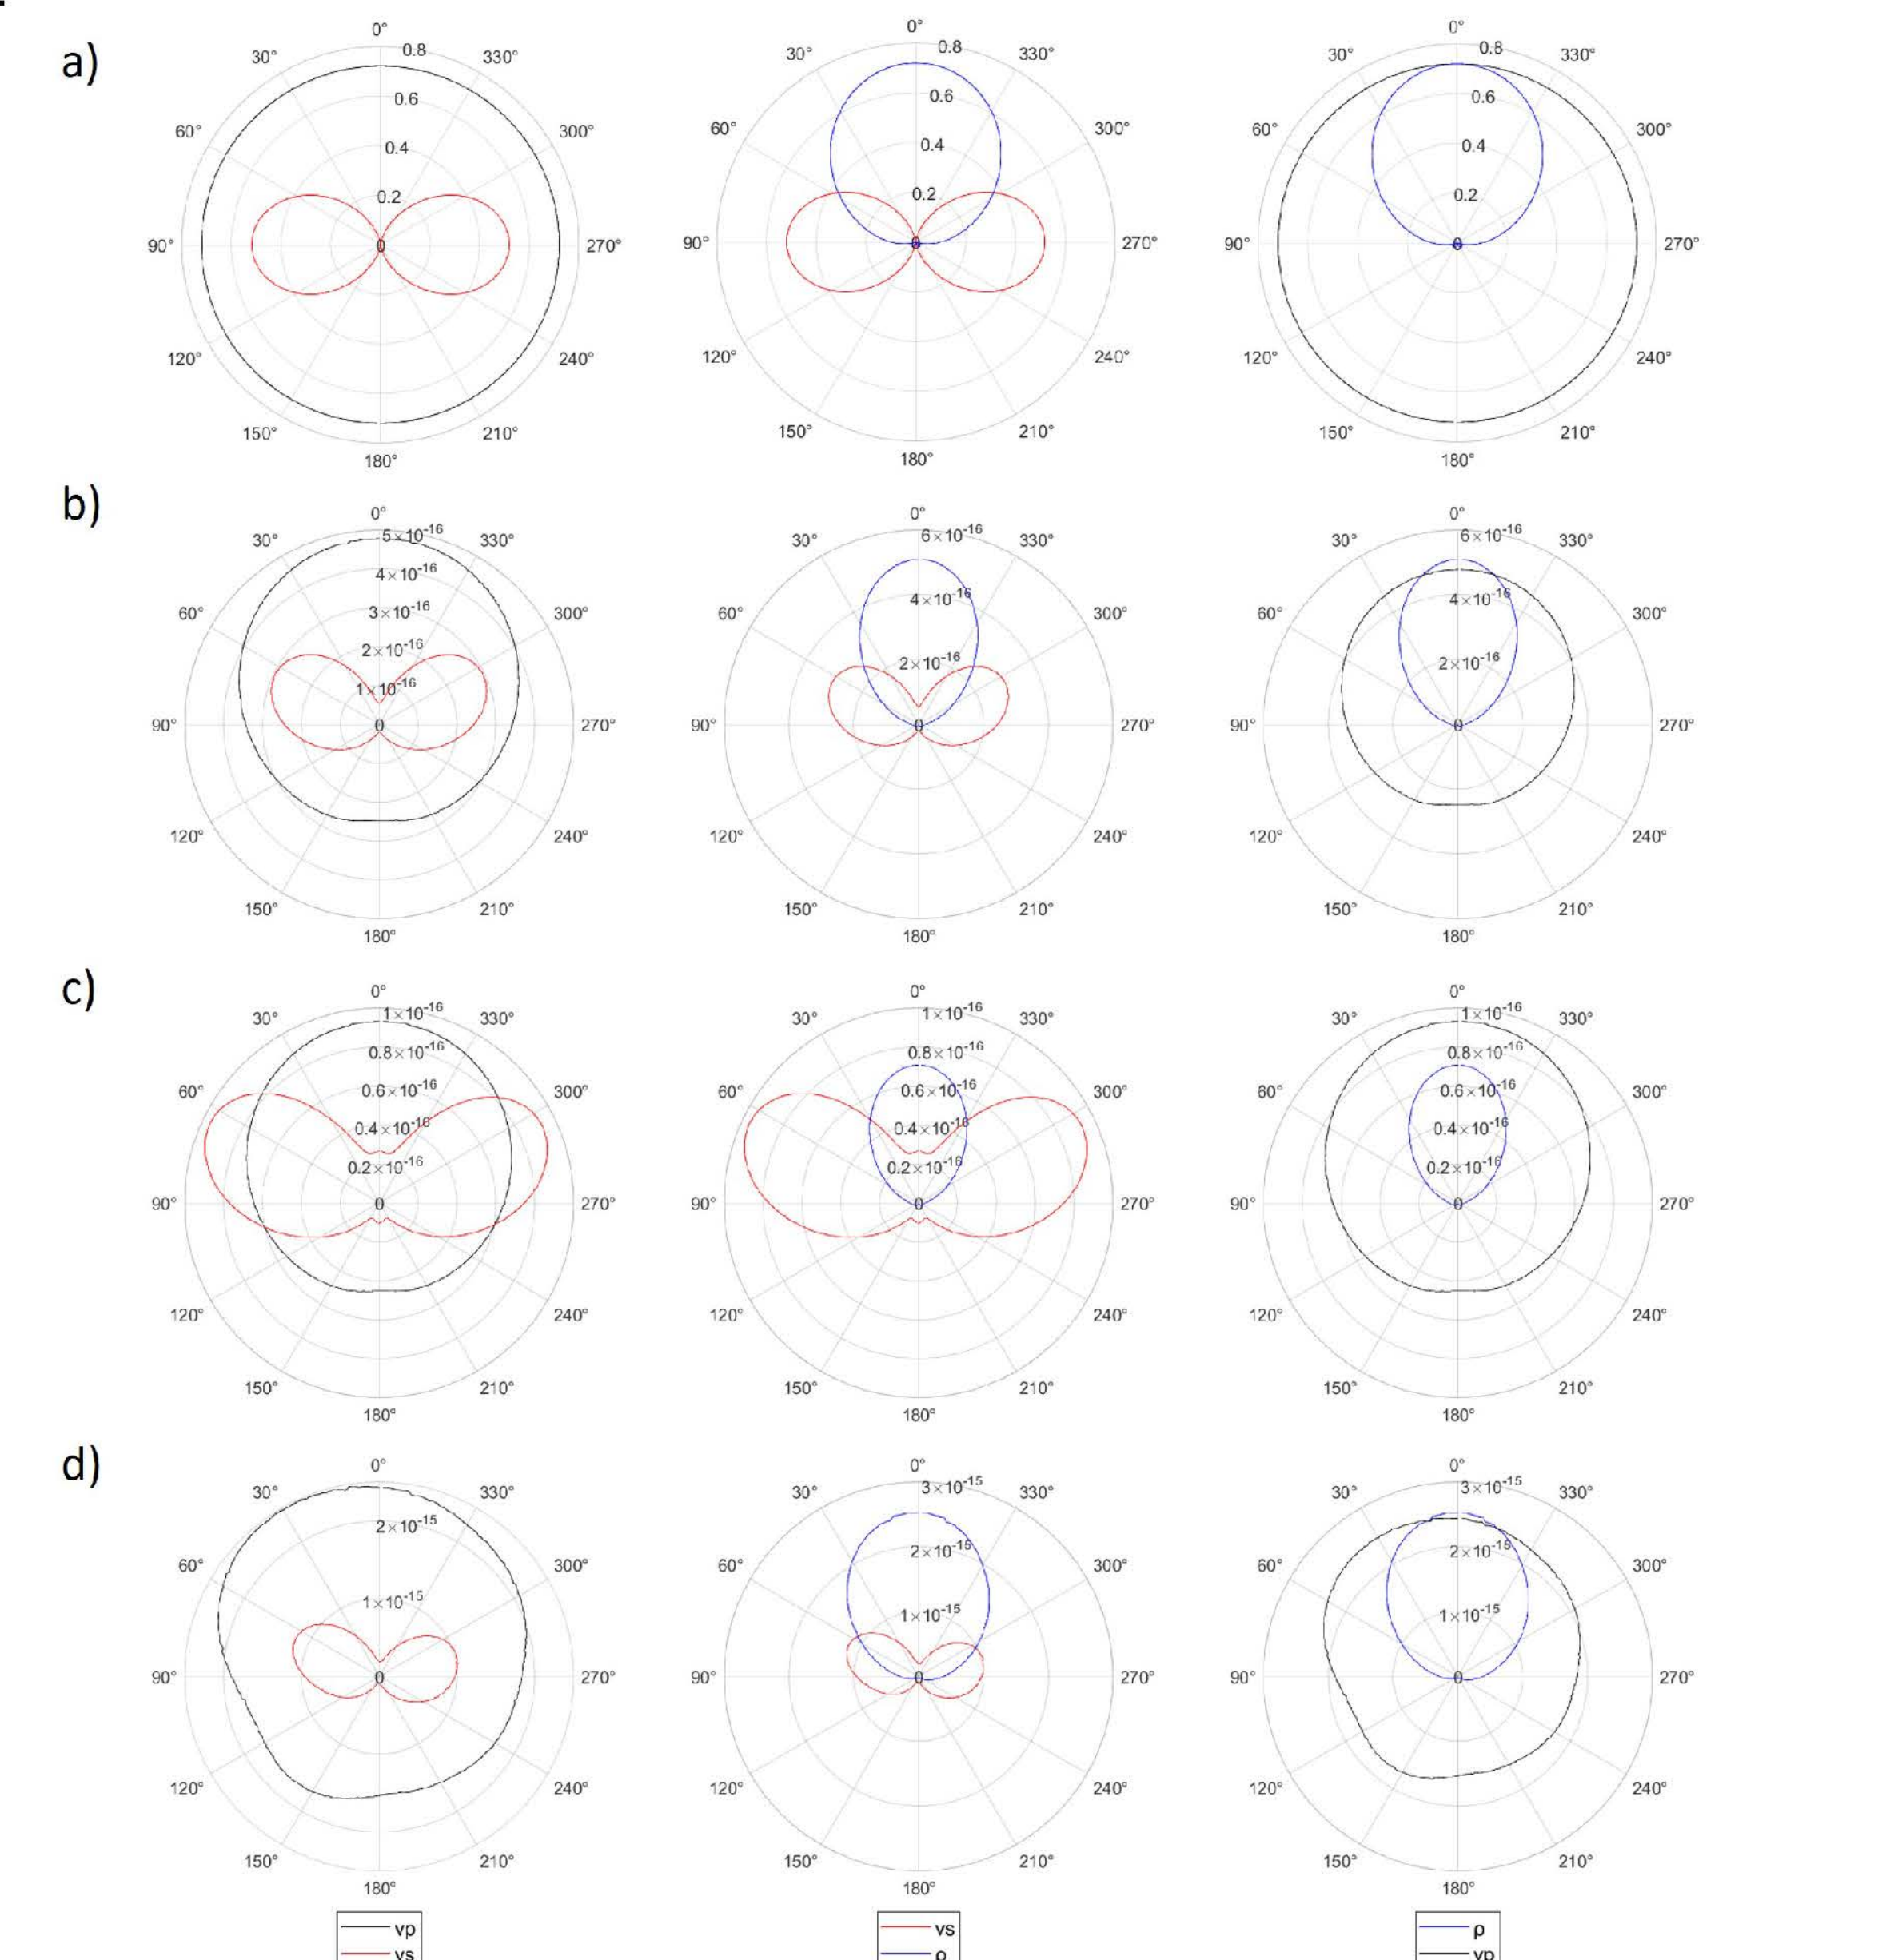 a)
0°
30° 0.8 330°
60° 0.6 300°
0.4
0.2
90° 0 270°
120° 240°
150° 210°
180°
0°
30° 0.8 330°
60° 0.6 300°
0.4
0.2
90° 0 270°
120° 240°
150° 210°
180°
0°
30° 0.8 330°
60° 0.6 300°
0.4
0.2
90° 0 270°
120° 240°
150° 210°
180°
b)
0°
30° 5×10⁻¹⁶ 330°
4×10⁻¹⁶
60° 3×10⁻¹⁶ 300°
2×10⁻¹⁶
1×10⁻¹⁶
90° 0 270°
120° 240°
150° 210°
180°
0°
30° 6×10⁻¹⁶ 330°
60° 4×10⁻¹⁶ 300°
2×10⁻¹⁶
90° 0 270°
120° 240°
150° 210°
180°
0°
30° 6×10⁻¹⁶ 330°
60° 4×10⁻¹⁶ 300°
2×10⁻¹⁶
90° 0 270°
120° 240°
150° 210°
180°
c)
0°
30° 1×10⁻¹⁶ 330°
0.8×10⁻¹⁶
60° 0.6×10⁻¹⁶ 300°
0.4×10⁻¹⁶
0.2×10⁻¹⁶
90° 0 270°
120° 240°
150° 210°
180°
0°
30° 1×10⁻¹⁶ 330°
0.8×10⁻¹⁶
60° 0.6×10⁻¹⁶ 300°
0.4×10⁻¹⁶
0.2×10⁻¹⁶
90° 0 270°
120° 240°
150° 210°
180°
0°
30° 1×10⁻¹⁶ 330°
0.8×10⁻¹⁶
60° 0.6×10⁻¹⁶ 300°
0.4×10⁻¹⁶
0.2×10⁻¹⁶
90° 0 270°
120° 240°
150° 210°
180°
d)
0°
30° 330°
2×10⁻¹⁵
60° 300°
1×10⁻¹⁵
90° 0 270°
120° 240°
150° 210°
180°
0°
30° 3×10⁻¹⁵ 330°
60° 2×10⁻¹⁵ 300°
1×10⁻¹⁵
90° 0 270°
120° 240°
150° 210°
180°
0°
30° 3×10⁻¹⁵ 330°
60° 2×10⁻¹⁵ 300°
1×10⁻¹⁵
90° 0 270°
120° 240°
150° 210°
180°
vp
vs
vs
ρ
ρ
vp